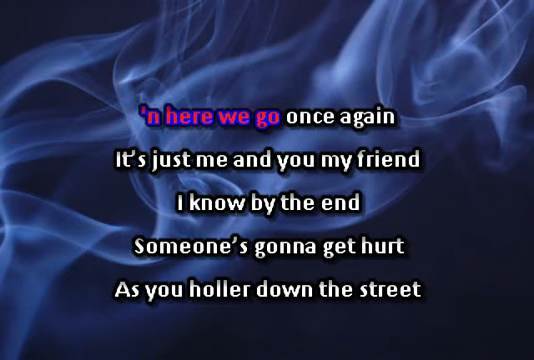 'n here we go once again
It's just me and you my friend
I know by the end
Someone's gonna get hurt
As you holler down the street